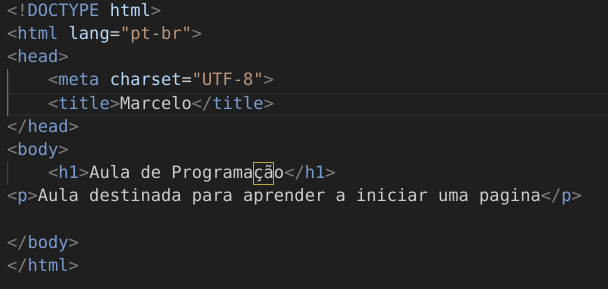 <!DOCTYPE html>
<html lang="pt-br">
<head>
    <meta charset="UTF-8">
    <title>Marcelo</title>
</head>
<body>
    <h1>Aula de Programação</h1>
<p>Aula destinada para aprender a iniciar uma pagina</p>

</body>
</html>